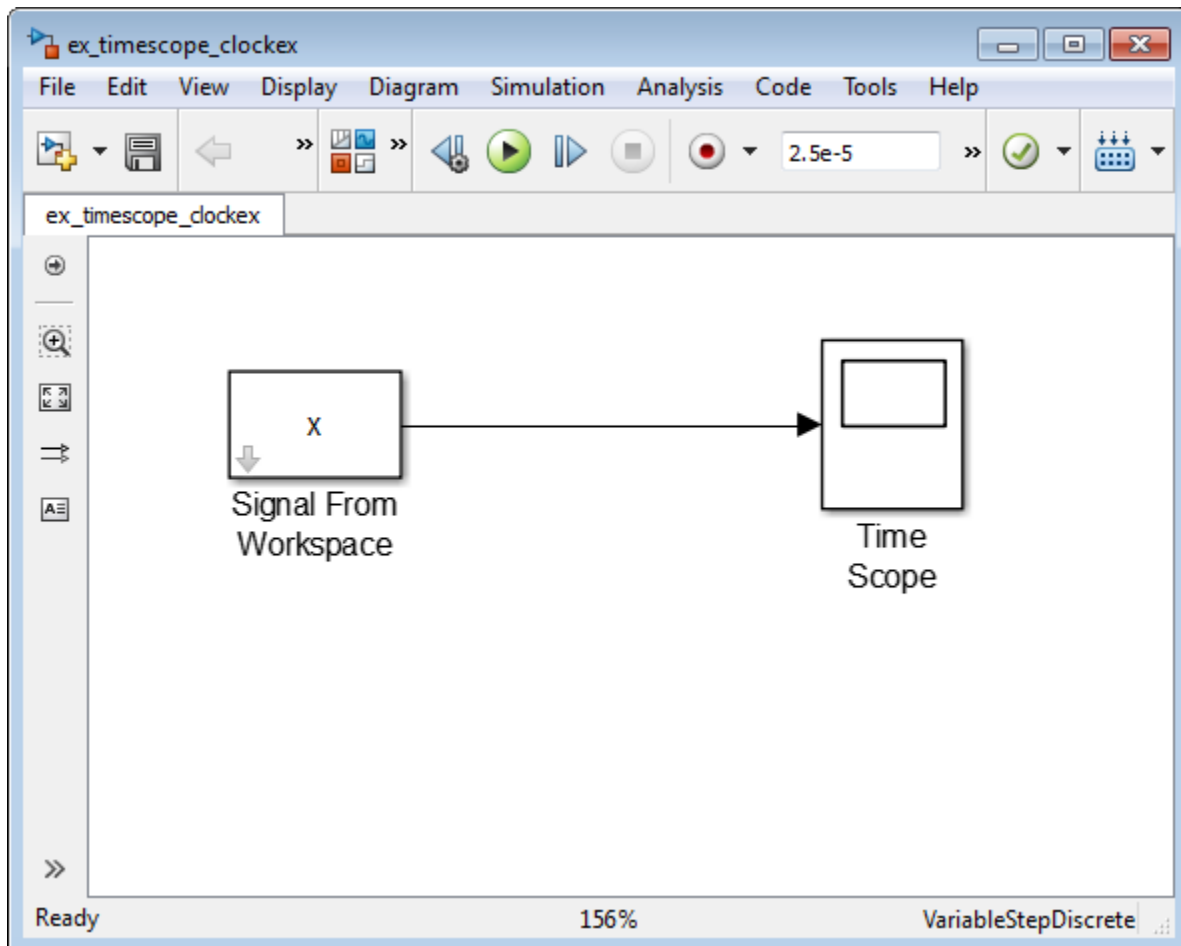 ex_timescope_clockex
File Edit View Display Diagram Simulation Analysis Code Tools Help
2.5e-5
ex_timescope_clockex
X
Signal From
Workspace
Time
Scope
Ready 156% VariableStepDiscrete